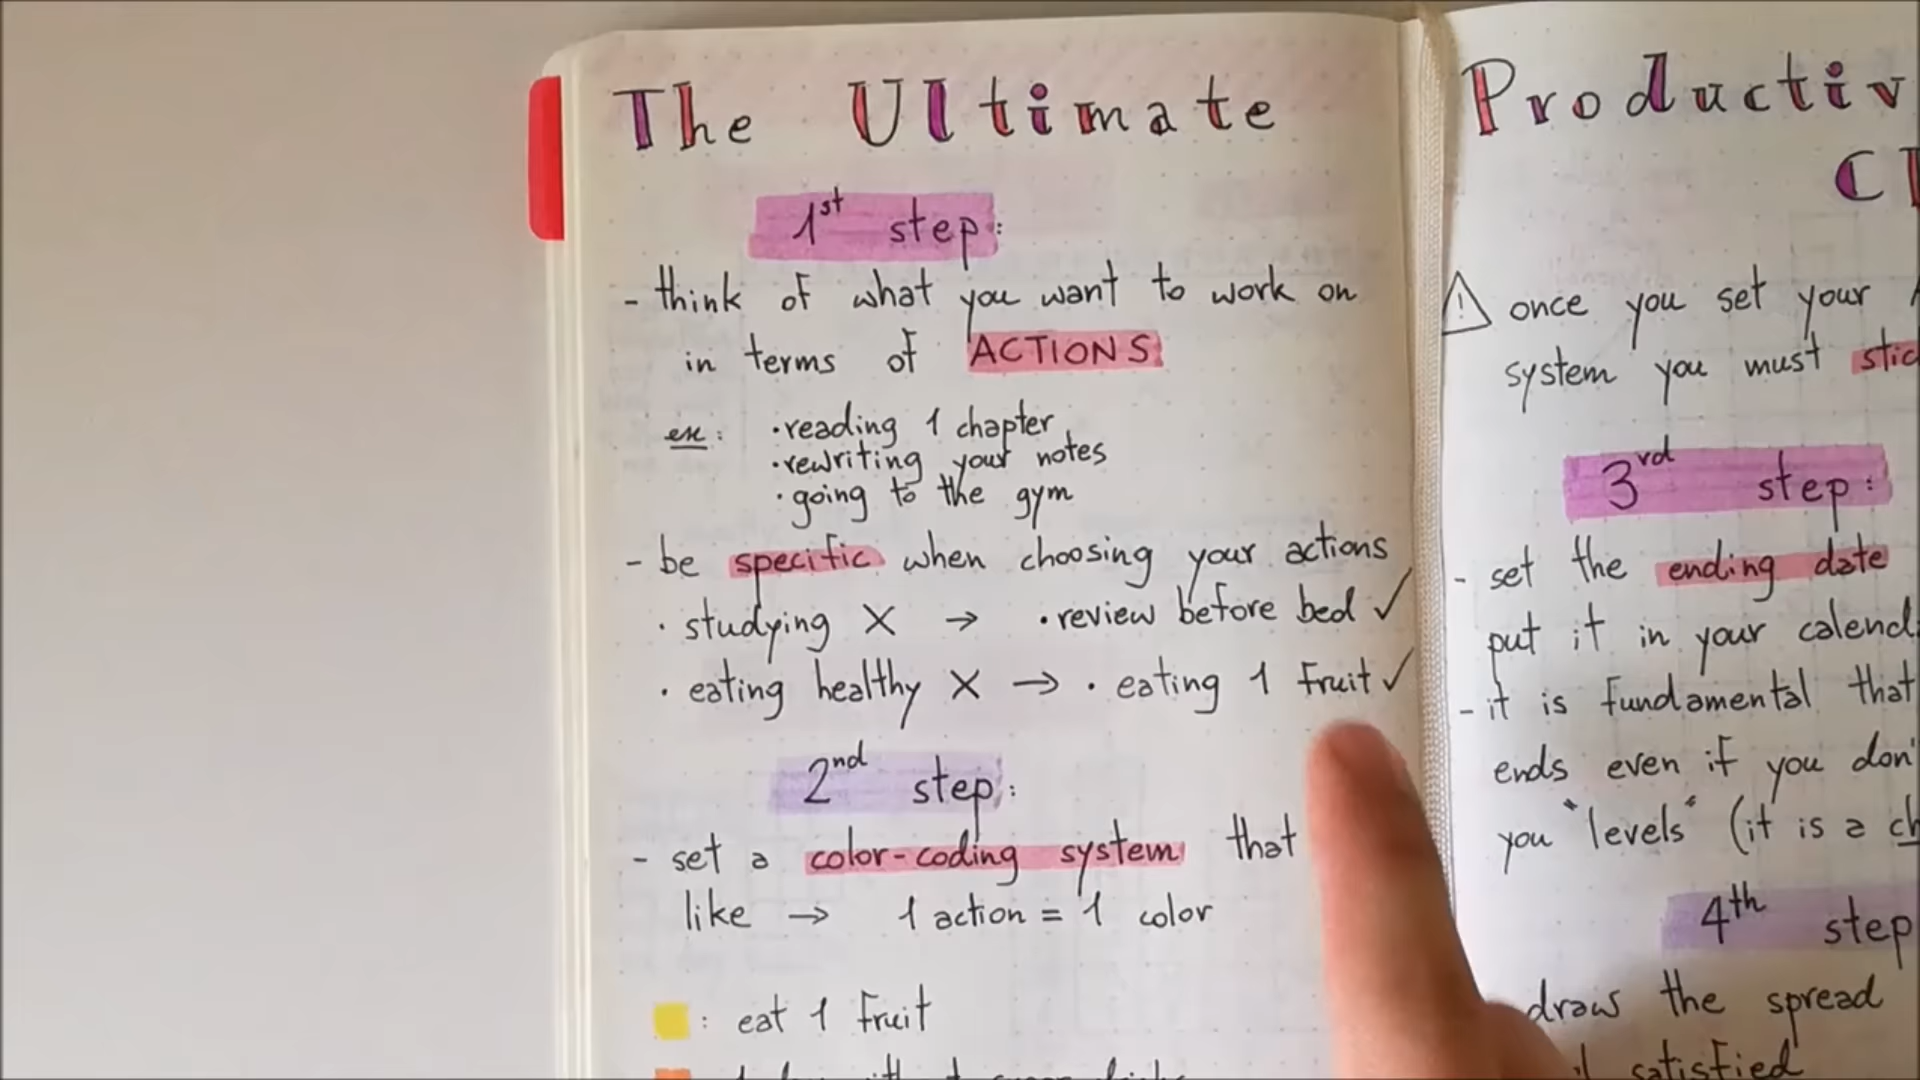 The Ultimate
1st step:
- think of what you want to work on
in terms of ACTIONS
ex: • reading 1 chapter
• rewriting your notes
• going to the gym
- be specific when choosing your actions
• studying X → • review before bed ✓
• eating healthy X → • eating 1 fruit ✓
2nd step:
- set a color-coding system that
like → 1 action = 1 color
: eat 1 fruit
Productiv
⚠ once you set your
system you must stic
3rd step:
- set the ending date
put it in your calend
- it is fundamental that
ends even if you don'
you "levels" (it is a ch
4th step
draw the spread
satisfied